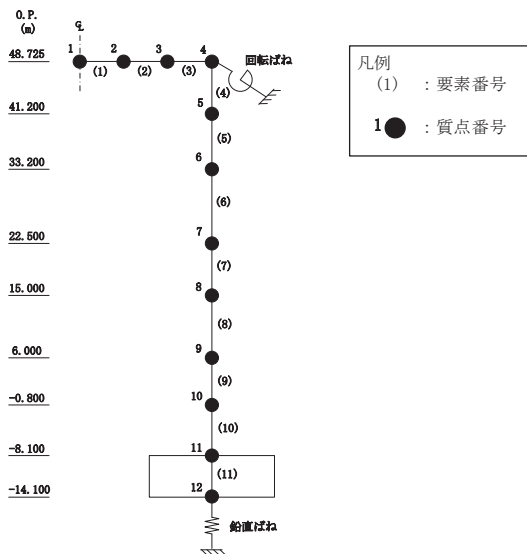 O.P.
(m)
℄
1 2 3 4
48.725
回転ばね
(1) (2) (3)
(4)
5
41.200
(5)
6
33.200
(6)
7
22.500
(7)
8
15.000
(8)
9
6.000
(9)
10
-0.800
(10)
11
-8.100
(11)
12
-14.100
鉛直ばね
凡例
(1) : 要素番号
1 : 質点番号